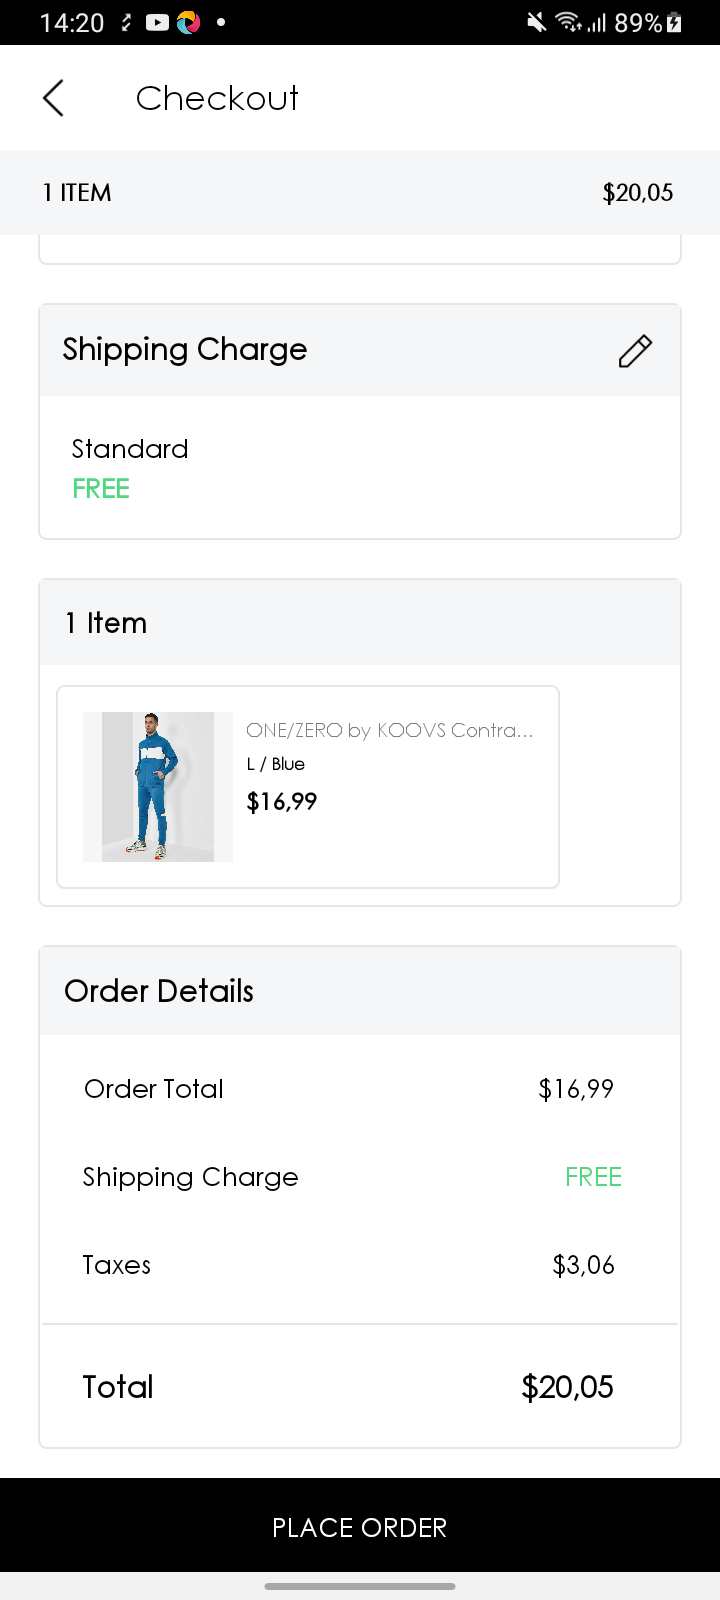 14:20
89%
Checkout
1 ITEM
$20,05
Shipping Charge
Standard
FREE
1 Item
ONE/ZERO by KOOVS Contra...
L / Blue
$16,99
Order Details
Order Total
$16,99
Shipping Charge
FREE
Taxes
$3,06
Total
$20,05
PLACE ORDER